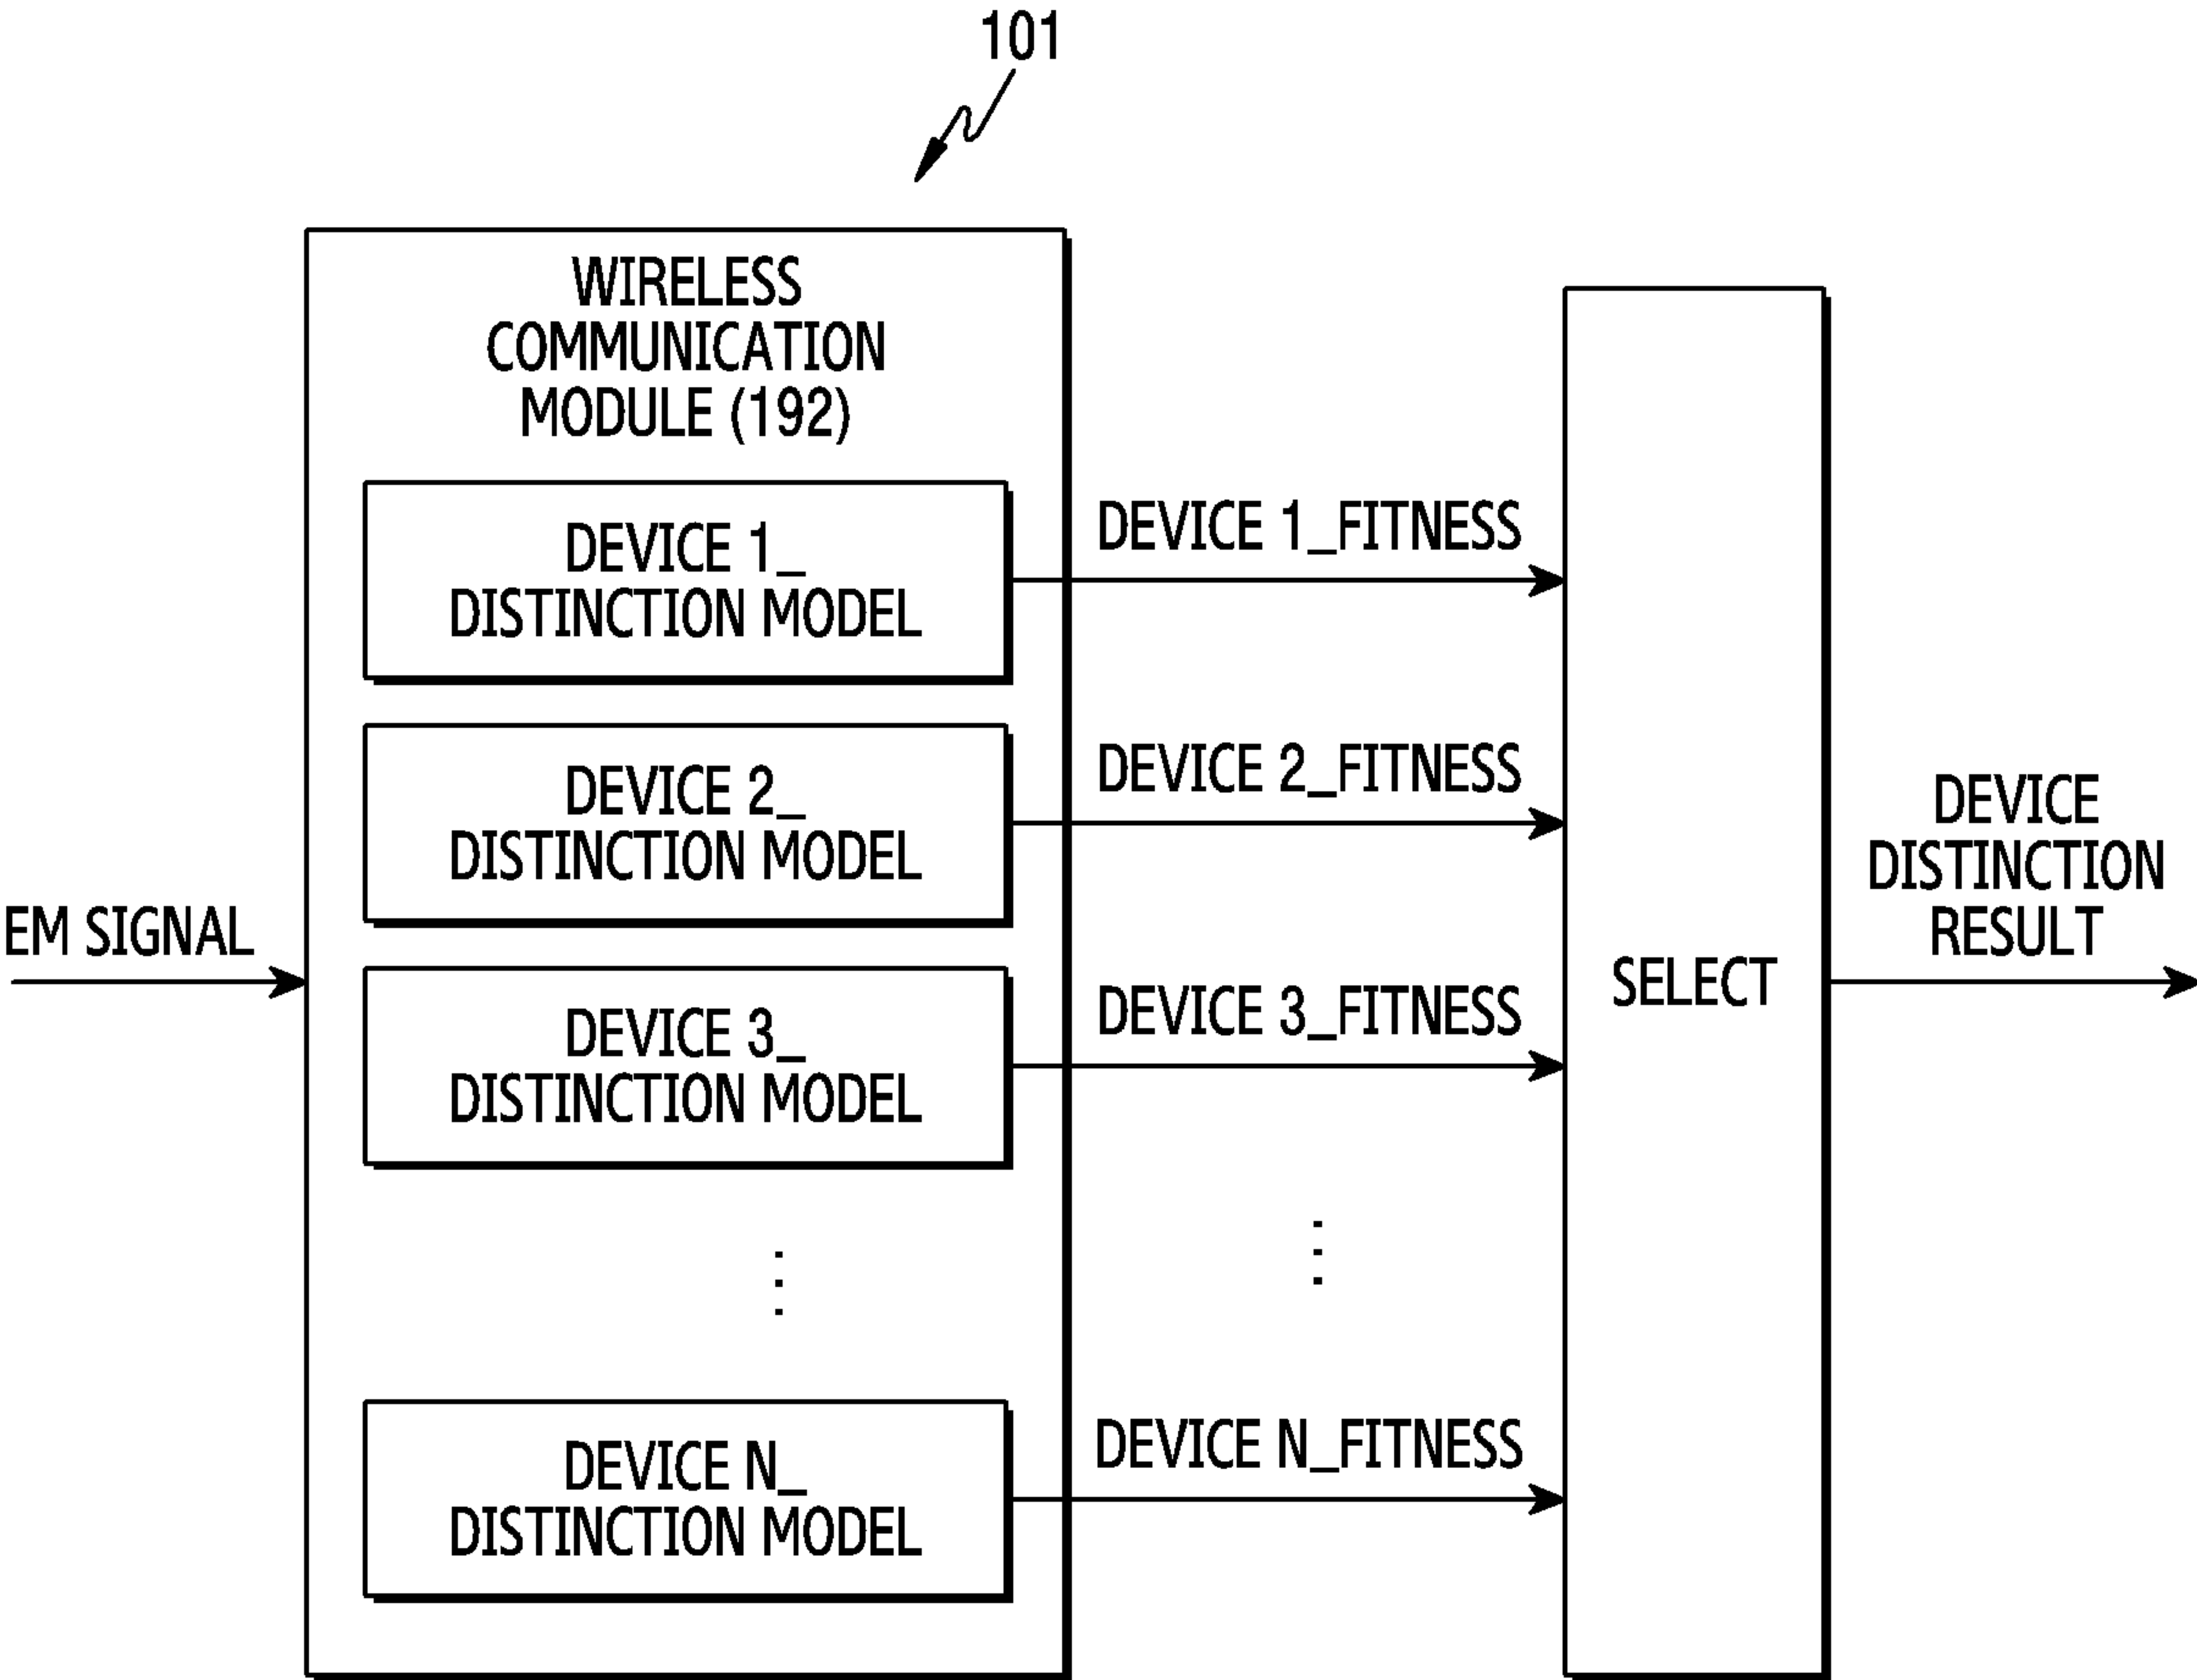 101
WIRELESS
COMMUNICATION
MODULE (192)
DEVICE 1_
DISTINCTION MODEL
DEVICE 1_FITNESS
DEVICE 2_
DISTINCTION MODEL
DEVICE 2_FITNESS
EM SIGNAL
DEVICE 3_
DISTINCTION MODEL
DEVICE 3_FITNESS
SELECT
DEVICE
DISTINCTION
RESULT
DEVICE N_
DISTINCTION MODEL
DEVICE N_FITNESS